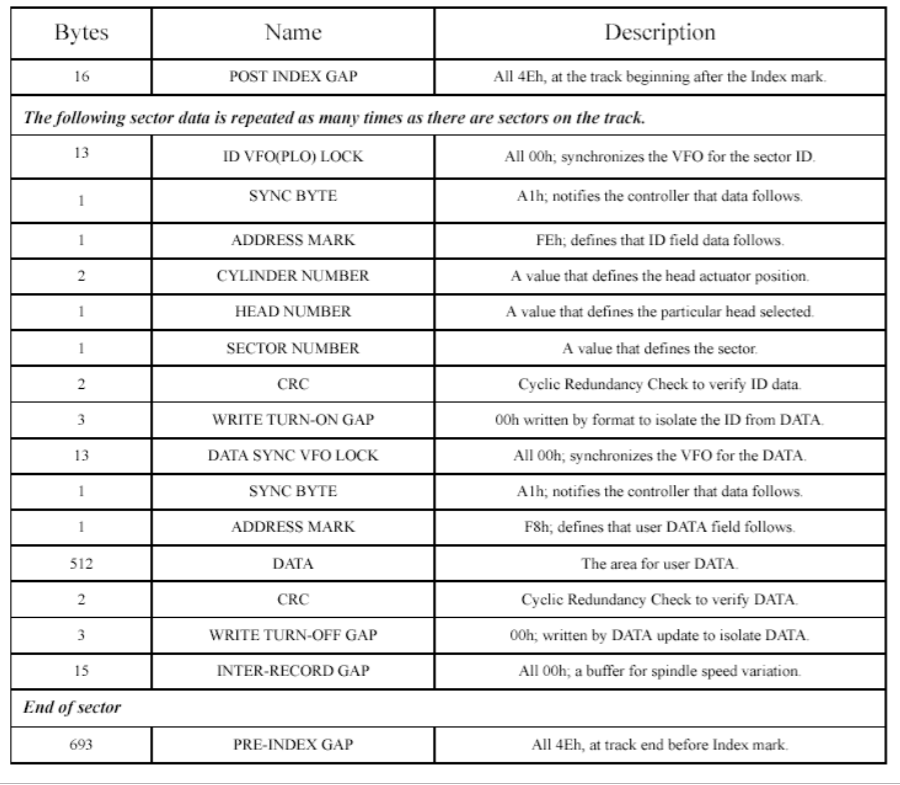 Bytes Name Description
16 POST INDEX GAP All 4Eh, at the track beginning after the Index mark.
The following sector data is repeated as many times as there are sectors on the track.
13 ID VFO(PLO) LOCK All 00h; synchronizes the VFO for the sector ID.
1 SYNC BYTE A1h; notifies the controller that data follows.
1 ADDRESS MARK FEh; defines that ID field data follows.
2 CYLINDER NUMBER A value that defines the head actuator position.
1 HEAD NUMBER A value that defines the particular head selected.
1 SECTOR NUMBER A value that defines the sector.
2 CRC Cyclic Redundancy Check to verify ID data.
3 WRITE TURN-ON GAP 00h written by format to isolate the ID from DATA.
13 DATA SYNC VFO LOCK All 00h; synchronizes the VFO for the DATA.
1 SYNC BYTE A1h; notifies the controller that data follows.
1 ADDRESS MARK F8h; defines that user DATA field follows.
512 DATA The area for user DATA.
2 CRC Cyclic Redundancy Check to verify DATA.
3 WRITE TURN-OFF GAP 00h; written by DATA update to isolate DATA.
15 INTER-RECORD GAP All 00h; a buffer for spindle speed variation.
End of sector
693 PRE-INDEX GAP All 4Eh, at track end before Index mark.